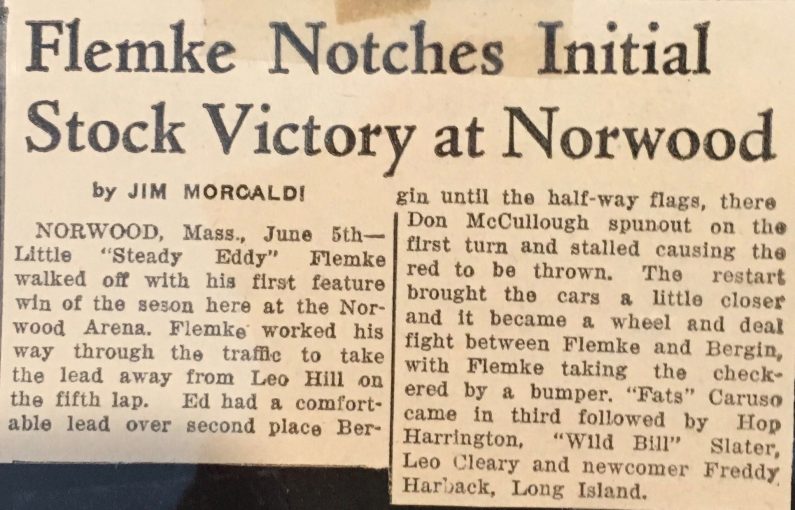 Flemke Notches Initial
Stock Victory at Norwood
by JIM MORCALDI
NORWOOD, Mass., June 5th—
Little "Steady Eddy" Flemke
walked off with his first feature
win of the seson here at the Nor-
wood Arena. Flemke worked his
way through the traffic to take
the lead away from Leo Hill on
the fifth lap. Ed had a comfort-
able lead over second place Ber-
gin until the half-way flags, there
Don McCullough spunout on the
first turn and stalled causing the
red to be thrown. The restart
brought the cars a little closer
and it became a wheel and deal
fight between Flemke and Bergin,
with Flemke taking the check-
ered by a bumper. "Fats" Caruso
came in third followed by Hop
Harrington, "Wild Bill" Slater,
Leo Cleary and newcomer Freddy
Harback, Long Island.